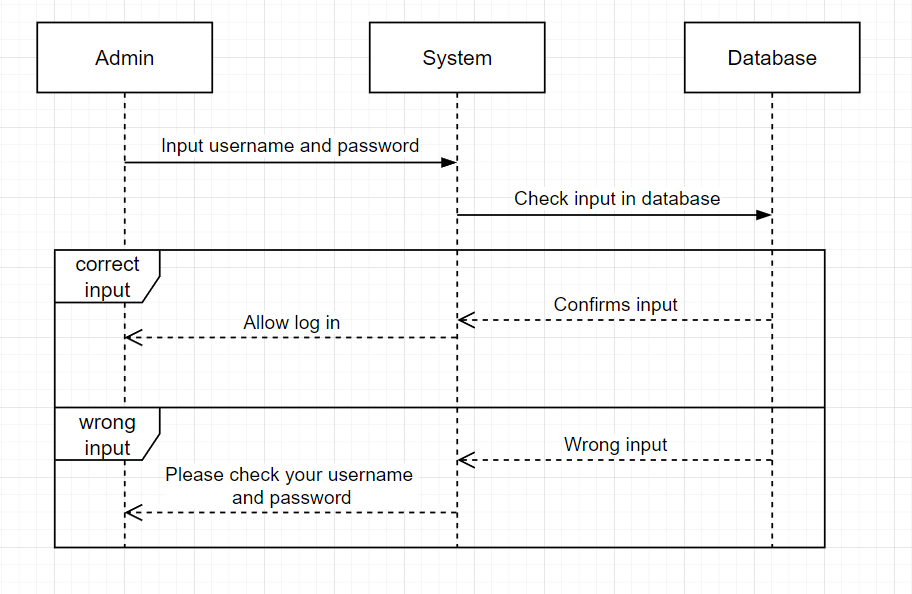 Admin
System
Database
Input username and password
Check input in database
correct
input
Confirms input
Allow log in
wrong
input
Wrong input
Please check your username
and password